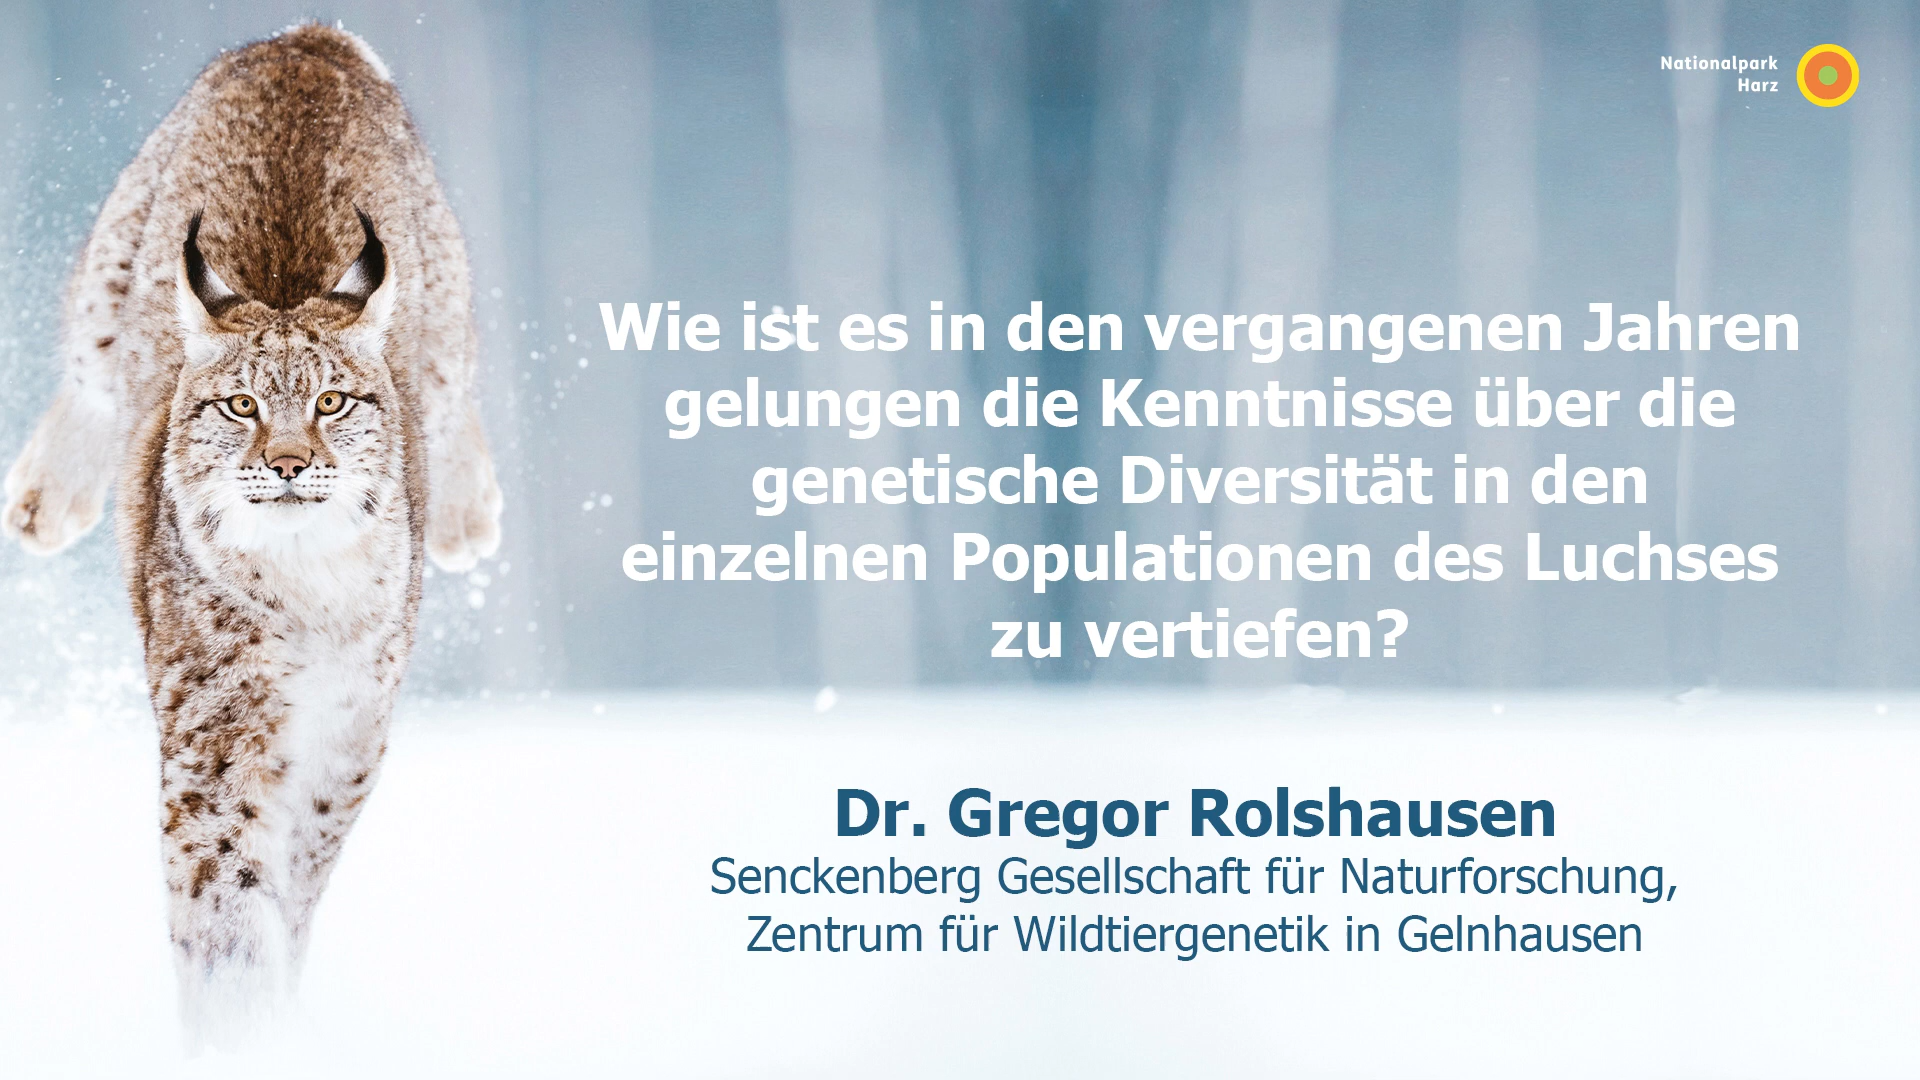 Nationalpark
Harz
Wie ist es in den vergangenen Jahren
gelungen die Kenntnisse über die
genetische Diversität in den
einzelnen Populationen des Luchses
zu vertiefen?
Dr. Gregor Rolshausen
Senckenberg Gesellschaft für Naturforschung,
Zentrum für Wildtiergenetik in Gelnhausen